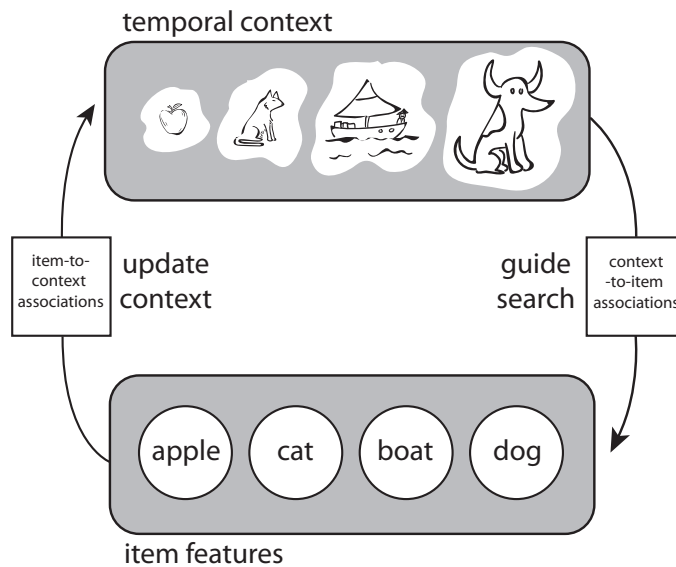 temporal context
item-to-
context
associations
update
context
guide
search
context
-to-item
associations
apple
cat
boat
dog
item features